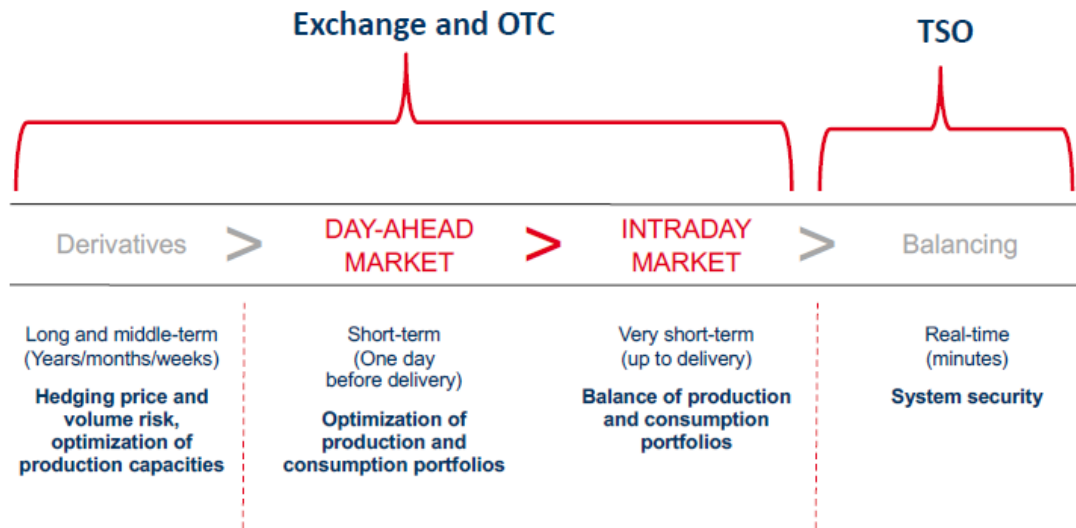 Exchange and OTC
TSO
Derivatives
>
DAY-AHEAD
MARKET
>
INTRADAY
MARKET
>
Balancing
Long and middle-term
(Years/months/weeks)
Hedging price and
volume risk,
optimization of
production capacities
Short-term
(One day
before delivery)
Optimization of
production and
consumption portfolios
Very short-term
(up to delivery)
Balance of production
and consumption
portfolios
Real-time
(minutes)
System security